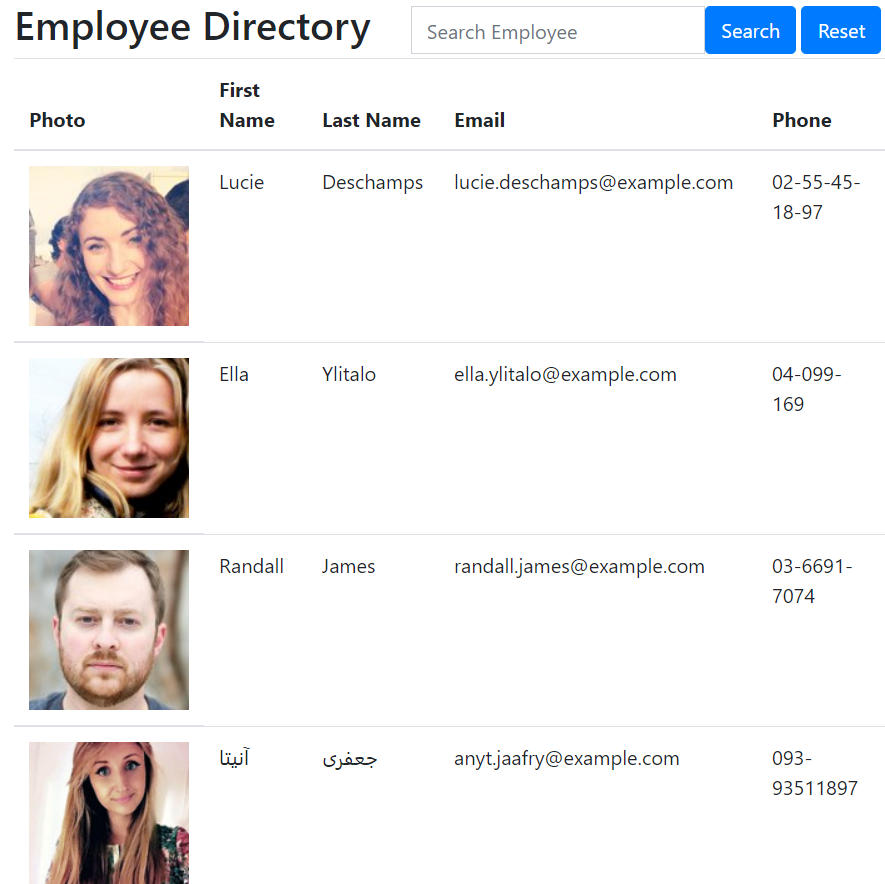 Employee Directory Search Employee Search Reset
Photo First Name Last Name Email Phone
Lucie Deschamps lucie.deschamps@example.com 02-55-45-
18-97
Ella Ylitalo ella.ylitalo@example.com 04-099-
169
Randall James randall.james@example.com 03-6691-
7074
آنیتا جعفری anyt.jaafry@example.com 093-
93511897